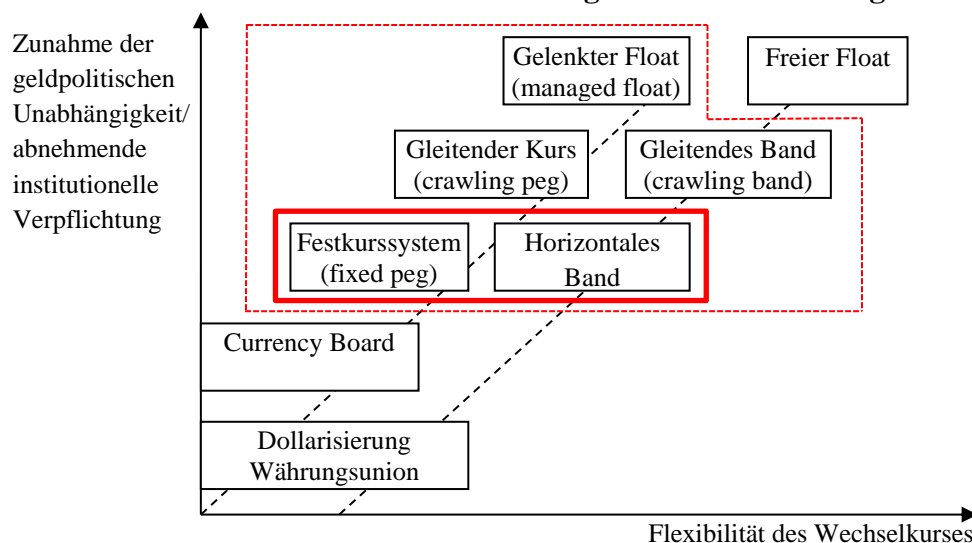 Zunahme der
geldpolitischen
Unabhängigkeit/
abnehmende
institutionelle
Verpflichtung
Gelenkter Float
(managed float)
Freier Float
Gleitender Kurs
(crawling peg)
Gleitendes Band
(crawling band)
Festkurssystem
(fixed peg)
Horizontales
Band
Currency Board
Dollarisierung
Währungsunion
Flexibilität des Wechselkurses